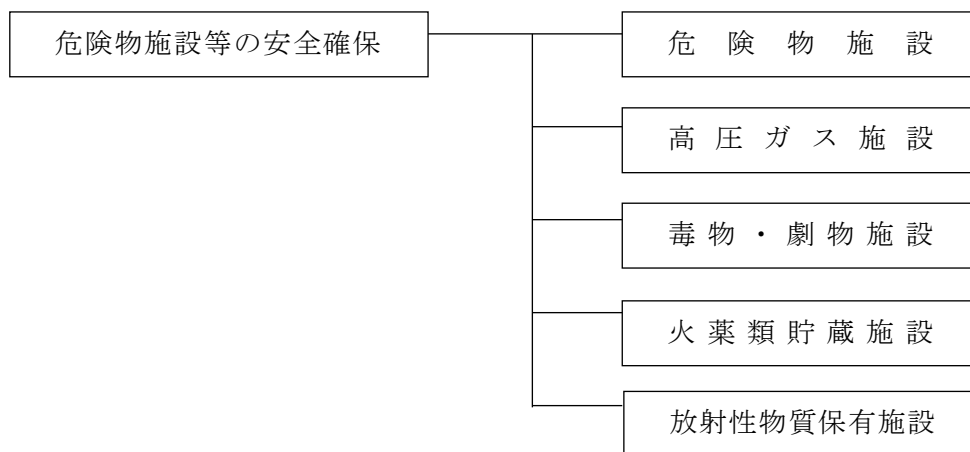 危険物施設等の安全確保
危険物施設
高圧ガス施設
毒物・劇物施設
火薬類貯蔵施設
放射性物質保有施設